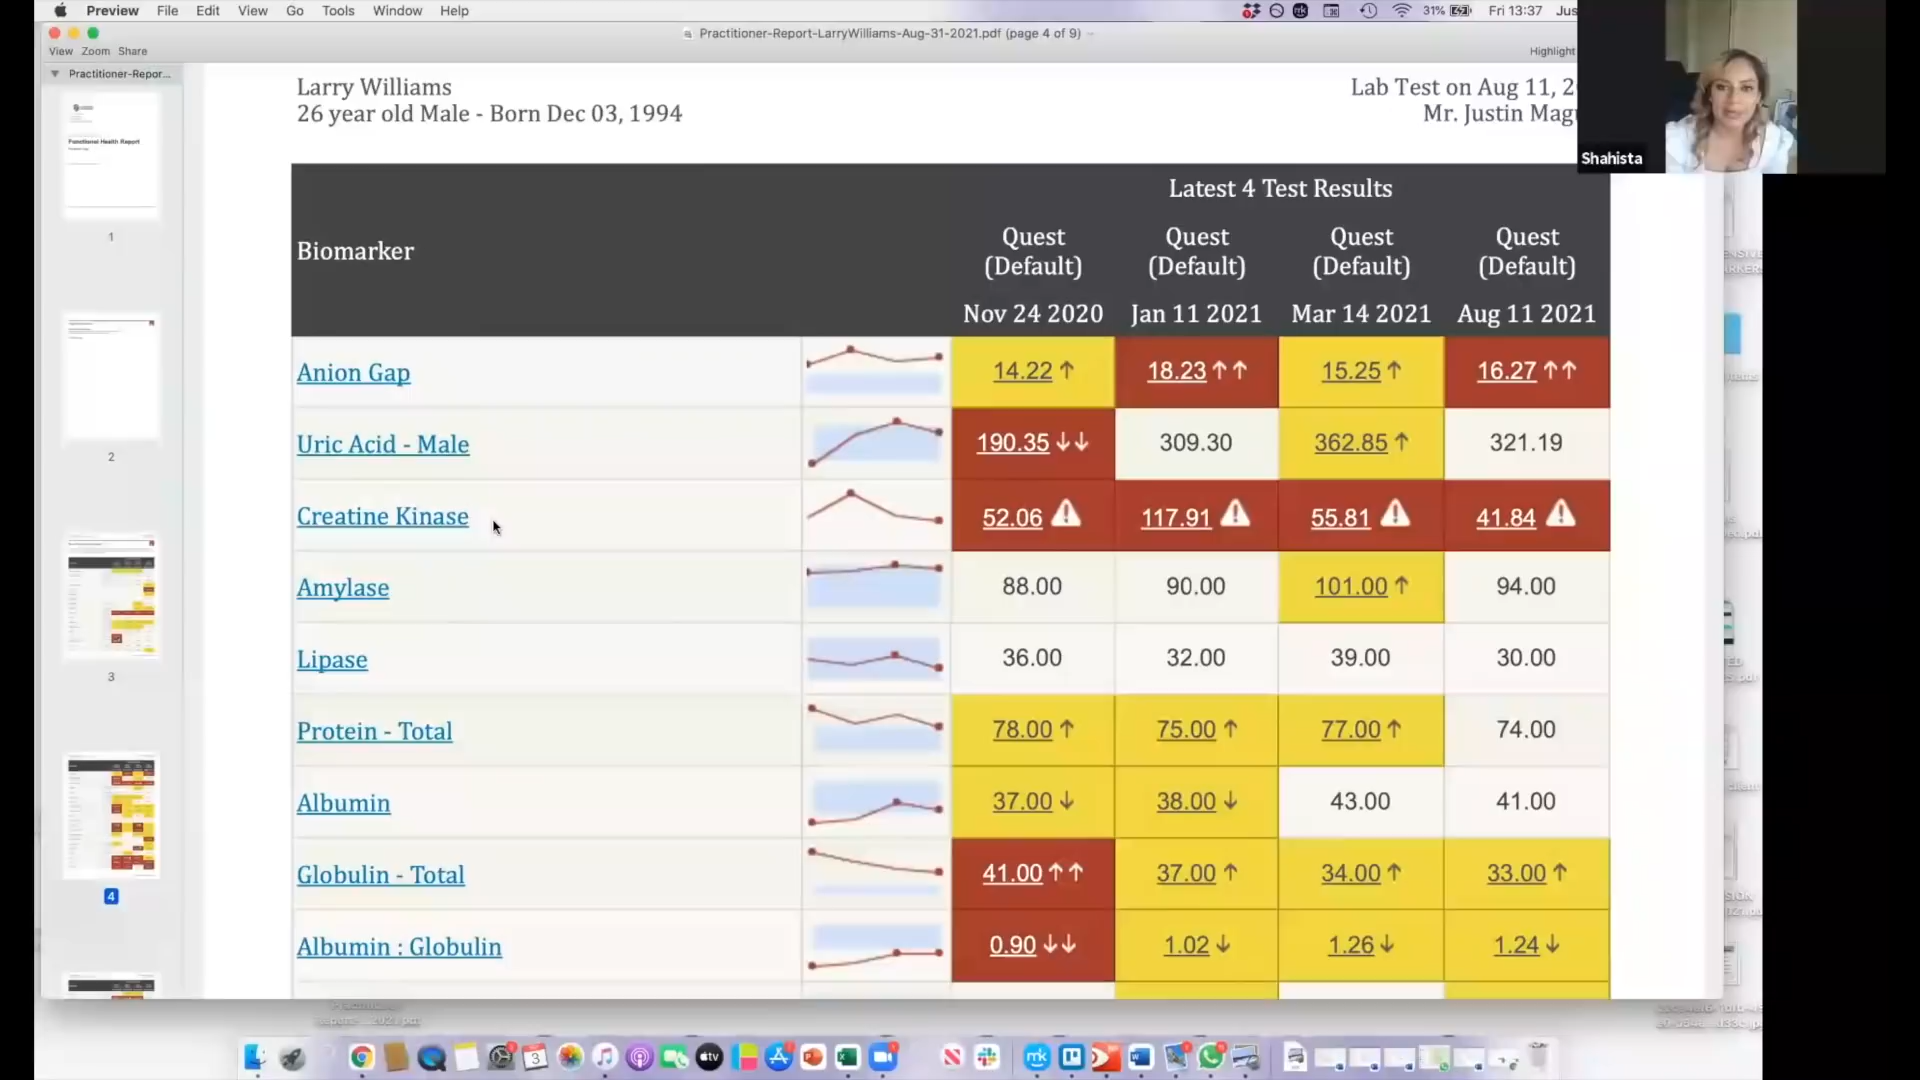 Preview File Edit View Go Tools Window Help
31% Fri 13:37 Jus
Practitioner-Report-LarryWilliams-Aug-31-2021.pdf (page 4 of 9)
View Zoom Share
Highlight
Practitioner-Repor...
Functional Health Report
1
2
3
4
Larry Williams
26 year old Male - Born Dec 03, 1994
Lab Test on Aug 11, 2
Mr. Justin Magu
Shahista
Latest 4 Test Results
Biomarker
Quest (Default) Nov 24 2020
Quest (Default) Jan 11 2021
Quest (Default) Mar 14 2021
Quest (Default) Aug 11 2021
Anion Gap 14.22 ↑ 18.23 ↑↑ 15.25 ↑ 16.27 ↑↑
Uric Acid - Male 190.35 ↓↓ 309.30 362.85 ↑ 321.19
Creatine Kinase 52.06 117.91 55.81 41.84
Amylase 88.00 90.00 101.00 ↑ 94.00
Lipase 36.00 32.00 39.00 30.00
Protein - Total 78.00 ↑ 75.00 ↑ 77.00 ↑ 74.00
Albumin 37.00 ↓ 38.00 ↓ 43.00 41.00
Globulin - Total 41.00 ↑↑ 37.00 ↑ 34.00 ↑ 33.00 ↑
Albumin : Globulin 0.90 ↓↓ 1.02 ↓ 1.26 ↓ 1.24 ↓